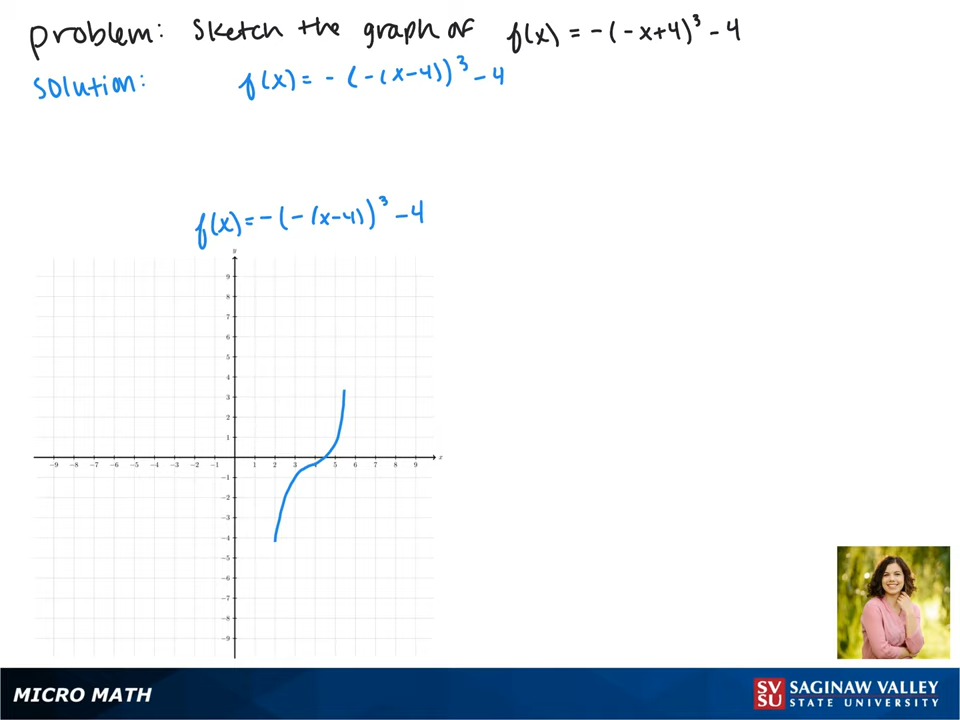 problem: Sketch the graph of f(x) = -(-x+4)³ - 4
solution: f(x) = -(-(x-4))³ - 4
f(x) = -(-(x-4))³ - 4
y
9
8
7
6
5
4
3
2
1
-9 -8 -7 -6 -5 -4 -3 -2 -1 1 2 3 4 5 6 7 8 9 x
-1
-2
-3
-4
-5
-6
-7
-8
-9
MICRO MATH
SV SU SAGINAW VALLEY
STATE UNIVERSITY